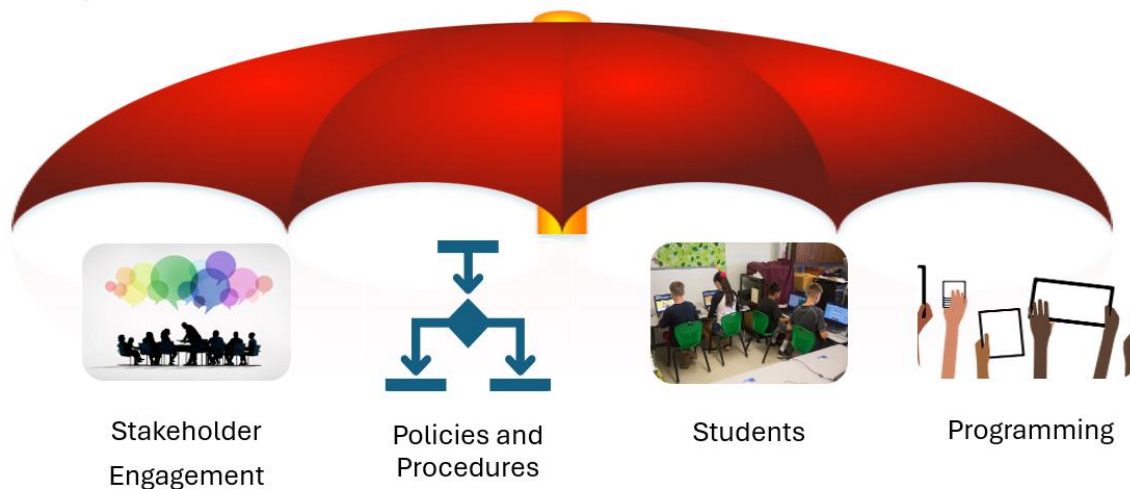 Stakeholder
Engagement
Policies and
Procedures
Students
Programming